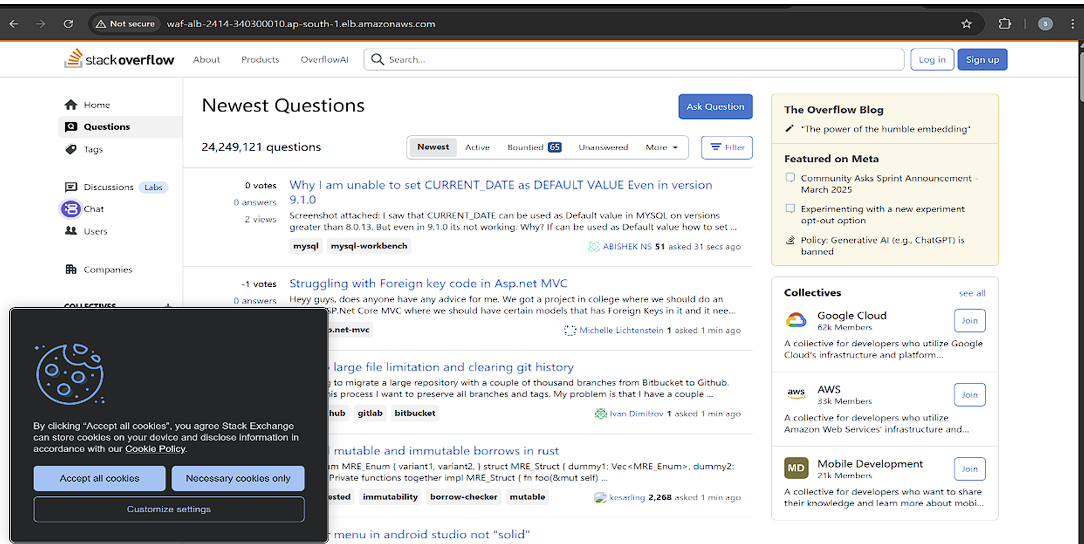 Not secure waf-alb-2414-340300010.ap-south-1.elb.amazonaws.com
stackoverflow About Products OverflowAI Search... Log in Sign up
Home
Questions
Tags
Discussions Labs
Chat
Users
Companies
COLLECTIVES +
Newest Questions Ask Question
24,249,121 questions Newest Active Bountied 65 Unanswered More Filter
0 votes
0 answers
2 views
Why I am unable to set CURRENT_DATE as DEFAULT VALUE Even in version
9.1.0
Screenshot attached: I saw that CURRENT_DATE can be used as Default value in MYSQL on versions
greater than 8.0.13. But even in 9.1.0 its not working. Why? If can be used as Default value how to set ...
mysql mysql-workbench ABISHEK NS 51 asked 31 secs ago
-1 votes
0 answers
Struggling with Foreign key code in Asp.net MVC
Heyy guys, does anyone have any advice for me. We got a project in college where we should do an
SP.Net Core MVC where we should have certain models that has Foreign Keys in it and it nee...
p.net-mvc Michelle Lichtenstein 1 asked 1 min ago
large file limitation and clearing git history
g to migrate a large repository with a couple of thousand branches from Bitbucket to Github.
his process I want to preserve all branches and tags. My problem is that I have a couple ...
hub gitlab bitbucket Ivan Dimitrov 1 asked 1 min ago
mutable and immutable borrows in rust
um MRE_Enum { variant1, variant2, } struct MRE_Struct { dummy1: Vec<MRE_Enum>, dummy2:
Private functions together impl MRE_Struct { fn foo(&mut self) ...
ested immutability borrow-checker mutable kesarling 2,268 asked 1 min ago
r menu in android studio not "solid"
The Overflow Blog
"The power of the humble embedding"
Featured on Meta
Community Asks Sprint Announcement -
March 2025
Experimenting with a new experiment
opt-out option
Policy: Generative AI (e.g., ChatGPT) is
banned
Collectives see all
Google Cloud
62k Members
Join
A collective for developers who utilize Google
Cloud's infrastructure and platform...
aws
AWS
33k Members
Join
A collective for developers who utilize
Amazon Web Services' infrastructure and...
MD
Mobile Development
21k Members
Join
A collective for developers who want to share
their knowledge and learn more about mobi...
By clicking "Accept all cookies", you agree Stack Exchange
can store cookies on your device and disclose information in
accordance with our Cookie Policy.
Accept all cookies Necessary cookies only
Customize settings